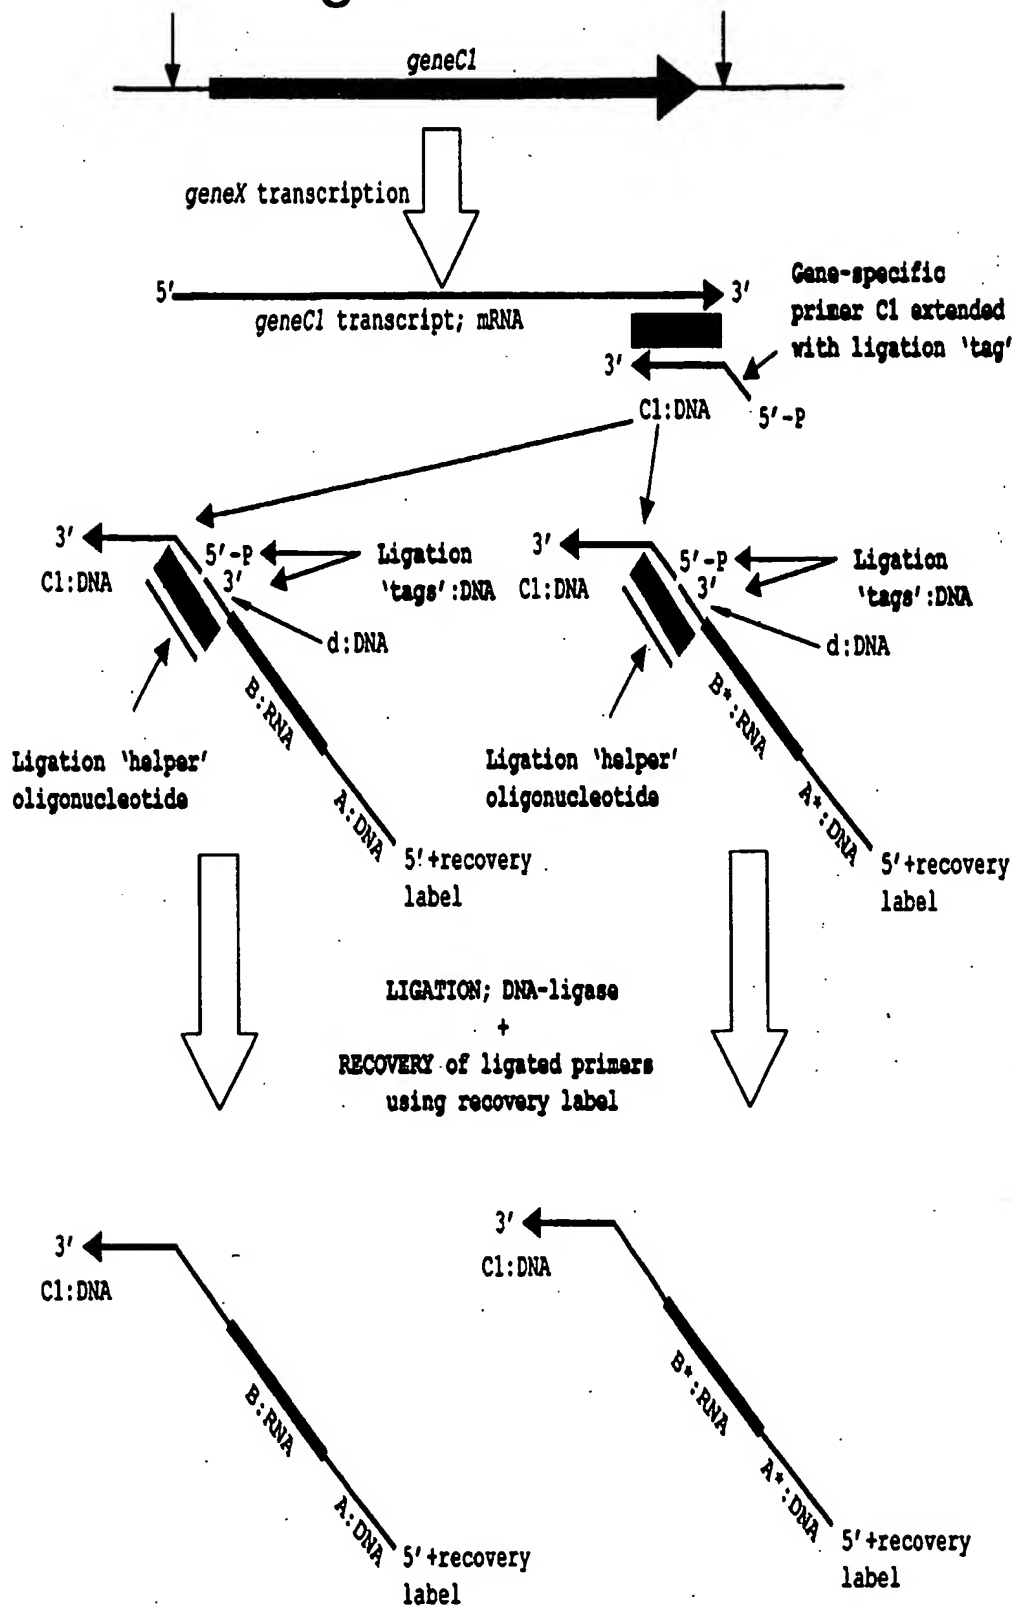 geneC1
geneX transcription
5'
3'
geneC1 transcript; mRNA
Gene-specific
primer C1 extended
with ligation 'tag'
3'
C1:DNA
5'-P
3'
C1:DNA
5'-P
3'
Ligation
'tags':DNA
d:DNA
B:RNA
A:DNA
Ligation 'helper'
oligonucleotide
5'+recovery
label
3'
C1:DNA
5'-P
3'
Ligation
'tags':DNA
d:DNA
B*:RNA
A*:DNA
Ligation 'helper'
oligonucleotide
5'+recovery
label
LIGATION; DNA-ligase
+
RECOVERY of ligated primers
using recovery label
3'
C1:DNA
B:RNA
A:DNA
5'+recovery
label
3'
C1:DNA
B*:RNA
A*:DNA
5'+recovery
label